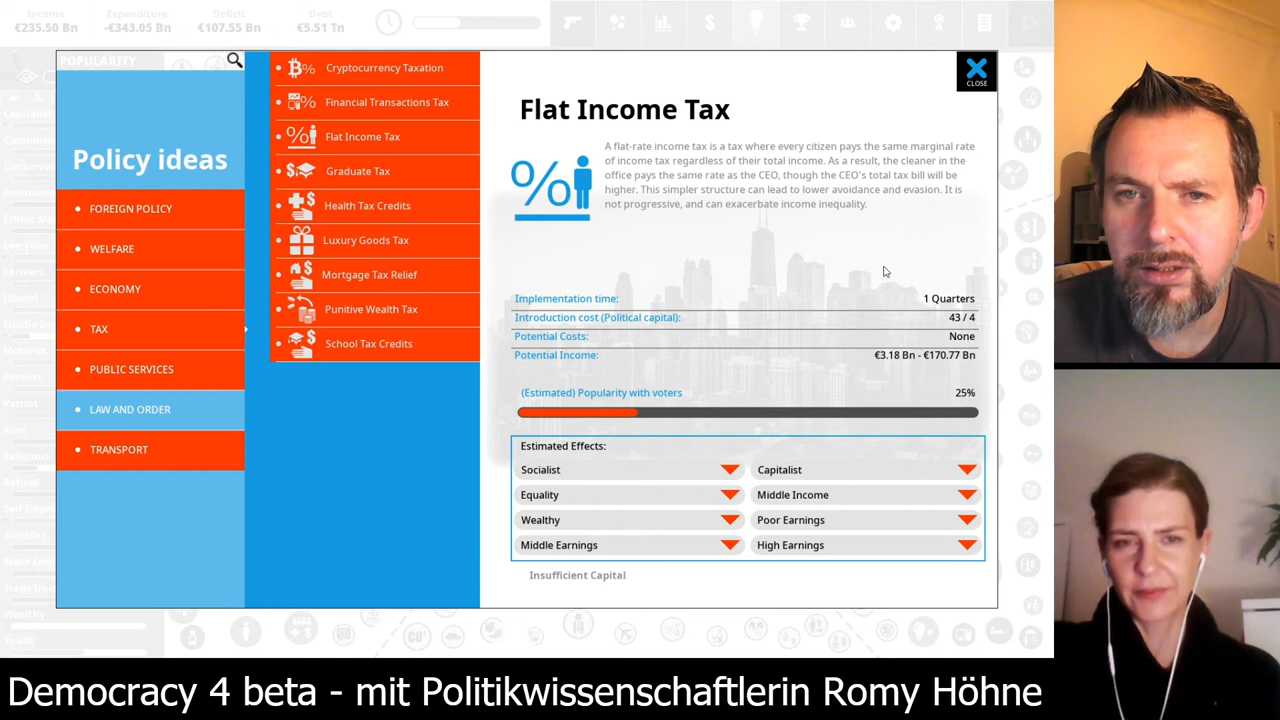 Income
Expenditure
Deficit
Debt
€235.50 Bn
-€343.05 Bn
€107.55 Bn
€5.51 Tn
POPULARITY
CLOSE
Policy ideas
FOREIGN POLICY
WELFARE
ECONOMY
TAX
PUBLIC SERVICES
LAW AND ORDER
TRANSPORT
Cryptocurrency Taxation
Financial Transactions Tax
Flat Income Tax
Graduate Tax
Health Tax Credits
Luxury Goods Tax
Mortgage Tax Relief
Punitive Wealth Tax
School Tax Credits
Flat Income Tax
A flat-rate income tax is a tax where every citizen pays the same marginal rate
of income tax regardless of their total income. As a result, the cleaner in the
office pays the same rate as the CEO, though the CEO's total tax bill will be
higher. This simpler structure can lead to lower avoidance and evasion. It is
not progressive, and can exacerbate income inequality.
Implementation time: 1 Quarters
Introduction cost (Political capital): 43 / 4
Potential Costs: None
Potential Income: €3.18 Bn - €170.77 Bn
(Estimated) Popularity with voters 25%
Estimated Effects:
Socialist Capitalist
Equality Middle Income
Wealthy Poor Earnings
Middle Earnings High Earnings
Insufficient Capital
Wealthy
Youth
Democracy 4 beta - mit Politikwissenschaftlerin Romy Höhne